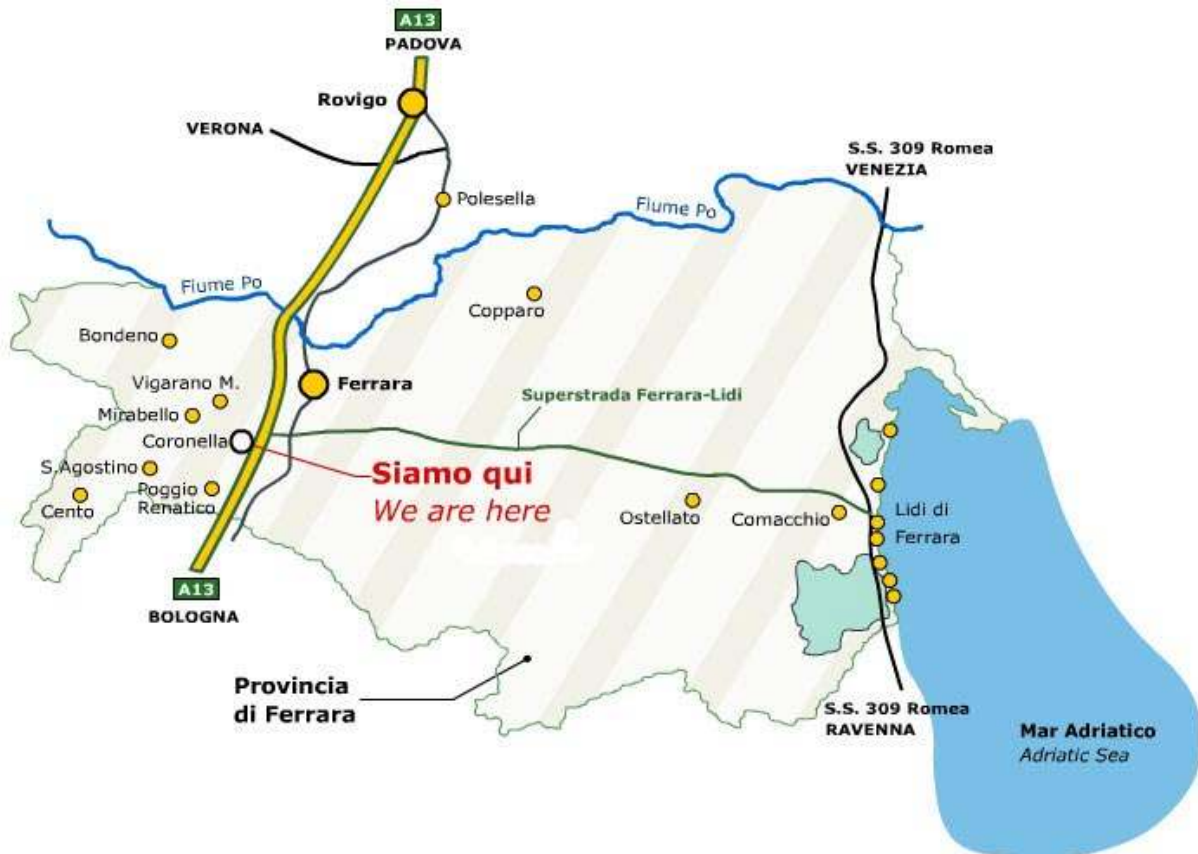 A13
PADOVA
Rovigo
VERONA
S.S. 309 Romea
VENEZIA
Polesella
Fiume Po
Fiume Po
Copparo
Bondeno
Vigarano M.
Ferrara
Superstrada Ferrara-Lidi
Mirabello
Coronella
S.Agostino
Siamo qui
We are here
Poggio
Renatico
Cento
Ostellato
Comacchio
Lidi di
Ferrara
A13
BOLOGNA
Provincia
di Ferrara
S.S. 309 Romea
RAVENNA
Mar Adriatico
Adriatic Sea